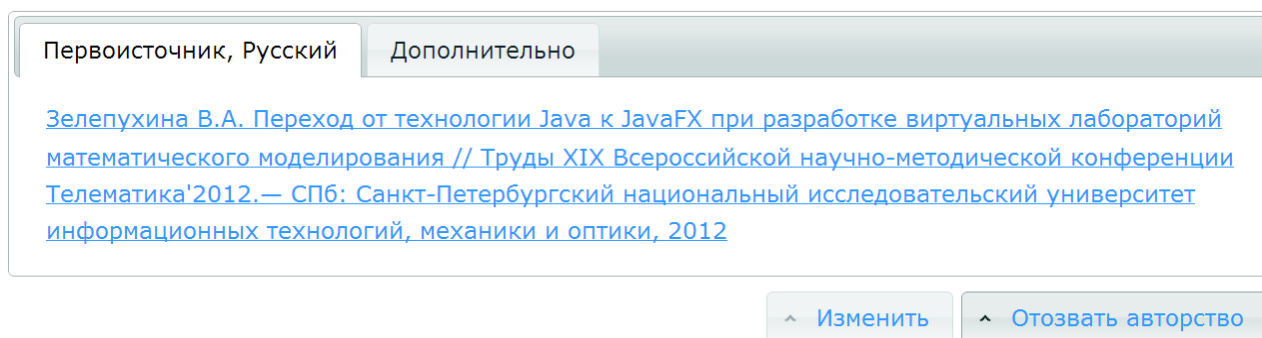 Первоисточник, Русский Дополнительно
Зелепухина В.А. Переход от технологии Java к JavaFX при разработке виртуальных лабораторий
математического моделирования // Труды XIX Всероссийской научно-методической конференции
Телематика'2012.— СПб: Санкт-Петербургский национальный исследовательский университет
информационных технологий, механики и оптики, 2012
Изменить Отозвать авторство